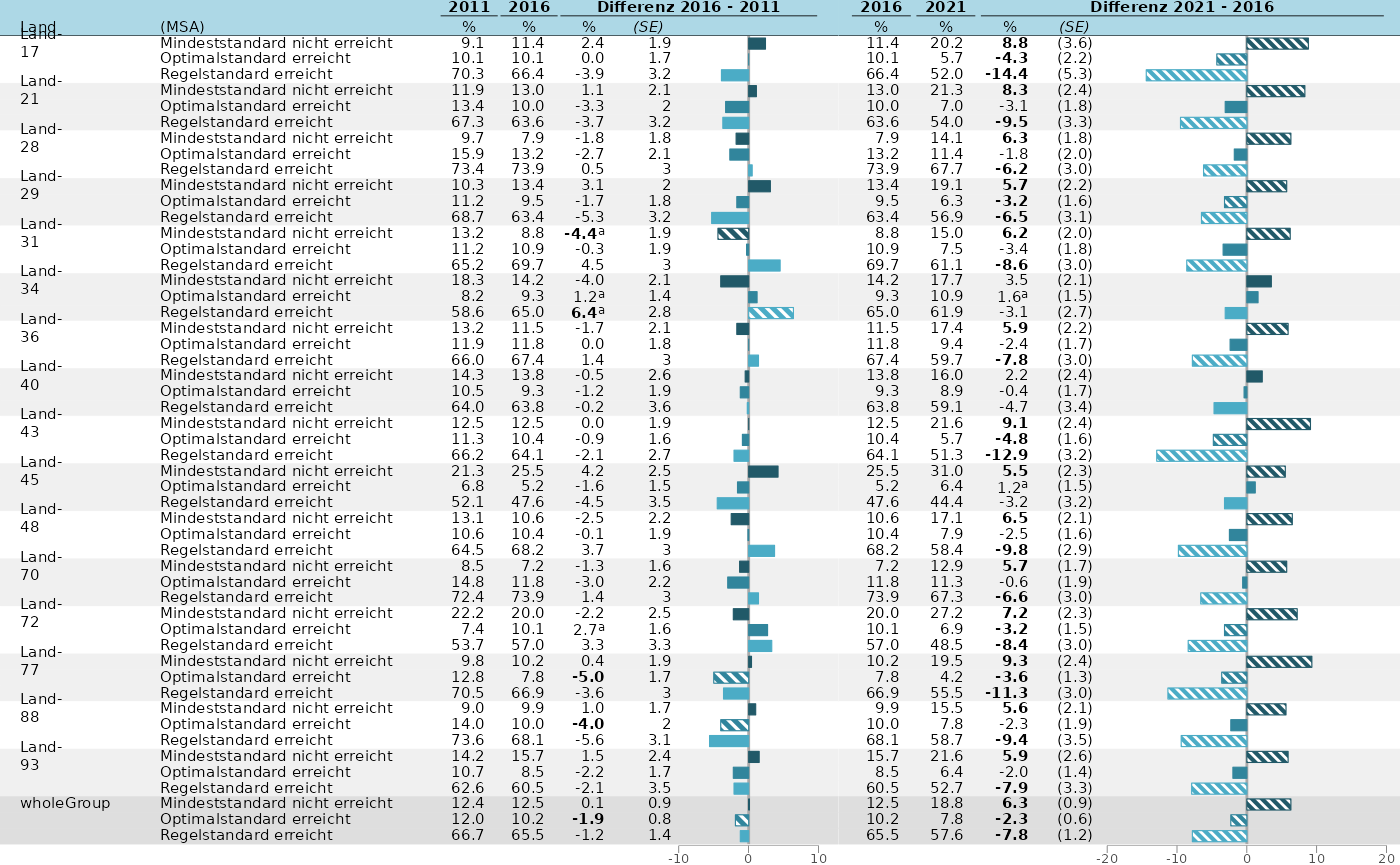 2011 2016 Differenz 2016 - 2011 2016 2021 Differenz 2021 - 2016
Land (MSA) % % % (SE) % % % (SE)
Land-17 Mindeststandard nicht erreicht 9.1 11.4 2.4 1.9 11.4 20.2 8.8 (3.6)
Optimalstandard erreicht 10.1 10.1 0.0 1.7 10.1 5.7 -4.3 (2.2)
Regelstandard erreicht 70.3 66.4 -3.9 3.2 66.4 52.0 -14.4 (5.3)
Land-21 Mindeststandard nicht erreicht 11.9 13.0 1.1 2.1 13.0 21.3 8.3 (2.4)
Optimalstandard erreicht 13.4 10.0 -3.3 2 10.0 7.0 -3.1 (1.8)
Regelstandard erreicht 67.3 63.6 -3.7 3.2 63.6 54.0 -9.5 (3.3)
Land-28 Mindeststandard nicht erreicht 9.7 7.9 -1.8 1.8 7.9 14.1 6.3 (1.8)
Optimalstandard erreicht 15.9 13.2 -2.7 2.1 13.2 11.4 -1.8 (2.0)
Regelstandard erreicht 73.4 73.9 0.5 3 73.9 67.7 -6.2 (3.0)
Land-29 Mindeststandard nicht erreicht 10.3 13.4 3.1 2 13.4 19.1 5.7 (2.2)
Optimalstandard erreicht 11.2 9.5 -1.7 1.8 9.5 6.3 -3.2 (1.6)
Regelstandard erreicht 68.7 63.4 -5.3 3.2 63.4 56.9 -6.5 (3.1)
Land-31 Mindeststandard nicht erreicht 13.2 8.8 -4.4ª 1.9 8.8 15.0 6.2 (2.0)
Optimalstandard erreicht 11.2 10.9 -0.3 1.9 10.9 7.5 -3.4 (1.8)
Regelstandard erreicht 65.2 69.7 4.5 3 69.7 61.1 -8.6 (3.0)
Land-34 Mindeststandard nicht erreicht 18.3 14.2 -4.0 2.1 14.2 17.7 3.5 (2.1)
Optimalstandard erreicht 8.2 9.3 1.2ª 1.4 9.3 10.9 1.6ª (1.5)
Regelstandard erreicht 58.6 65.0 6.4ª 2.8 65.0 61.9 -3.1 (2.7)
Land-36 Mindeststandard nicht erreicht 13.2 11.5 -1.7 2.1 11.5 17.4 5.9 (2.2)
Optimalstandard erreicht 11.9 11.8 0.0 1.8 11.8 9.4 -2.4 (1.7)
Regelstandard erreicht 66.0 67.4 1.4 3 67.4 59.7 -7.8 (3.0)
Land-40 Mindeststandard nicht erreicht 14.3 13.8 -0.5 2.6 13.8 16.0 2.2 (2.4)
Optimalstandard erreicht 10.5 9.3 -1.2 1.9 9.3 8.9 -0.4 (1.7)
Regelstandard erreicht 64.0 63.8 -0.2 3.6 63.8 59.1 -4.7 (3.4)
Land-43 Mindeststandard nicht erreicht 12.5 12.5 0.0 1.9 12.5 21.6 9.1 (2.4)
Optimalstandard erreicht 11.3 10.4 -0.9 1.6 10.4 5.7 -4.8 (1.6)
Regelstandard erreicht 66.2 64.1 -2.1 2.7 64.1 51.3 -12.9 (3.2)
Land-45 Mindeststandard nicht erreicht 21.3 25.5 4.2 2.5 25.5 31.0 5.5 (2.3)
Optimalstandard erreicht 6.8 5.2 -1.6 1.5 5.2 6.4 1.2ª (1.5)
Regelstandard erreicht 52.1 47.6 -4.5 3.5 47.6 44.4 -3.2 (3.2)
Land-48 Mindeststandard nicht erreicht 13.1 10.6 -2.5 2.2 10.6 17.1 6.5 (2.1)
Optimalstandard erreicht 10.6 10.4 -0.1 1.9 10.4 7.9 -2.5 (1.6)
Regelstandard erreicht 64.5 68.2 3.7 3 68.2 58.4 -9.8 (2.9)
Land-70 Mindeststandard nicht erreicht 8.5 7.2 -1.3 1.6 7.2 12.9 5.7 (1.7)
Optimalstandard erreicht 14.8 11.8 -3.0 2.2 11.8 11.3 -0.6 (1.9)
Regelstandard erreicht 72.4 73.9 1.4 3 73.9 67.3 -6.6 (3.0)
Land-72 Mindeststandard nicht erreicht 22.2 20.0 -2.2 2.5 20.0 27.2 7.2 (2.3)
Optimalstandard erreicht 7.4 10.1 2.7ª 1.6 10.1 6.9 -3.2 (1.5)
Regelstandard erreicht 53.7 57.0 3.3 3.3 57.0 48.5 -8.4 (3.0)
Land-77 Mindeststandard nicht erreicht 9.8 10.2 0.4 1.9 10.2 19.5 9.3 (2.4)
Optimalstandard erreicht 12.8 7.8 -5.0 1.7 7.8 4.2 -3.6 (1.3)
Regelstandard erreicht 70.5 66.9 -3.6 3 66.9 55.5 -11.3 (3.0)
Land-88 Mindeststandard nicht erreicht 9.0 9.9 1.0 1.7 9.9 15.5 5.6 (2.1)
Optimalstandard erreicht 14.0 10.0 -4.0 2 10.0 7.8 -2.3 (1.9)
Regelstandard erreicht 73.6 68.1 -5.6 3.1 68.1 58.7 -9.4 (3.5)
Land-93 Mindeststandard nicht erreicht 14.2 15.7 1.5 2.4 15.7 21.6 5.9 (2.6)
Optimalstandard erreicht 10.7 8.5 -2.2 1.7 8.5 6.4 -2.0 (1.4)
Regelstandard erreicht 62.6 60.5 -2.1 3.5 60.5 52.7 -7.9 (3.3)
wholeGroup Mindeststandard nicht erreicht 12.4 12.5 0.1 0.9 12.5 18.8 6.3 (0.9)
Optimalstandard erreicht 12.0 10.2 -1.9 0.8 10.2 7.8 -2.3 (0.6)
Regelstandard erreicht 66.7 65.5 -1.2 1.4 65.5 57.6 -7.8 (1.2)
-10 0 10 -20 -10 0 10 20